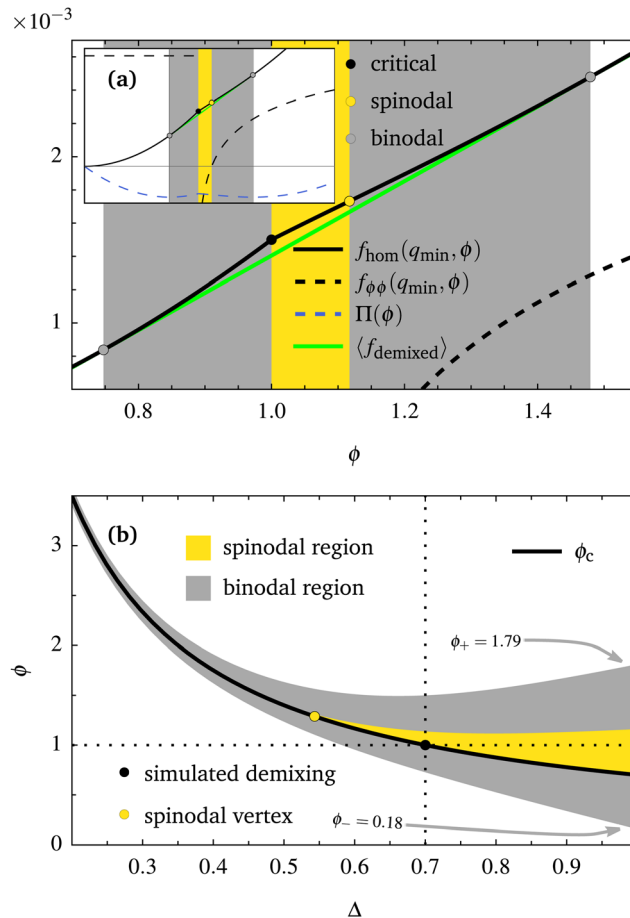 ×10⁻³
(a)
critical
spinodal
binodal
2
1
f_hom(q_min, ϕ)
f_ϕϕ(q_min, ϕ)
Π(ϕ)
⟨f_demixed⟩
0.8 1.0 1.2 1.4
ϕ
(b)
spinodal region
binodal region
ϕ_c
3
2
1
0
ϕ
ϕ₊ = 1.79
simulated demixing
spinodal vertex
ϕ₋ = 0.18
0.3 0.4 0.5 0.6 0.7 0.8 0.9
Δ